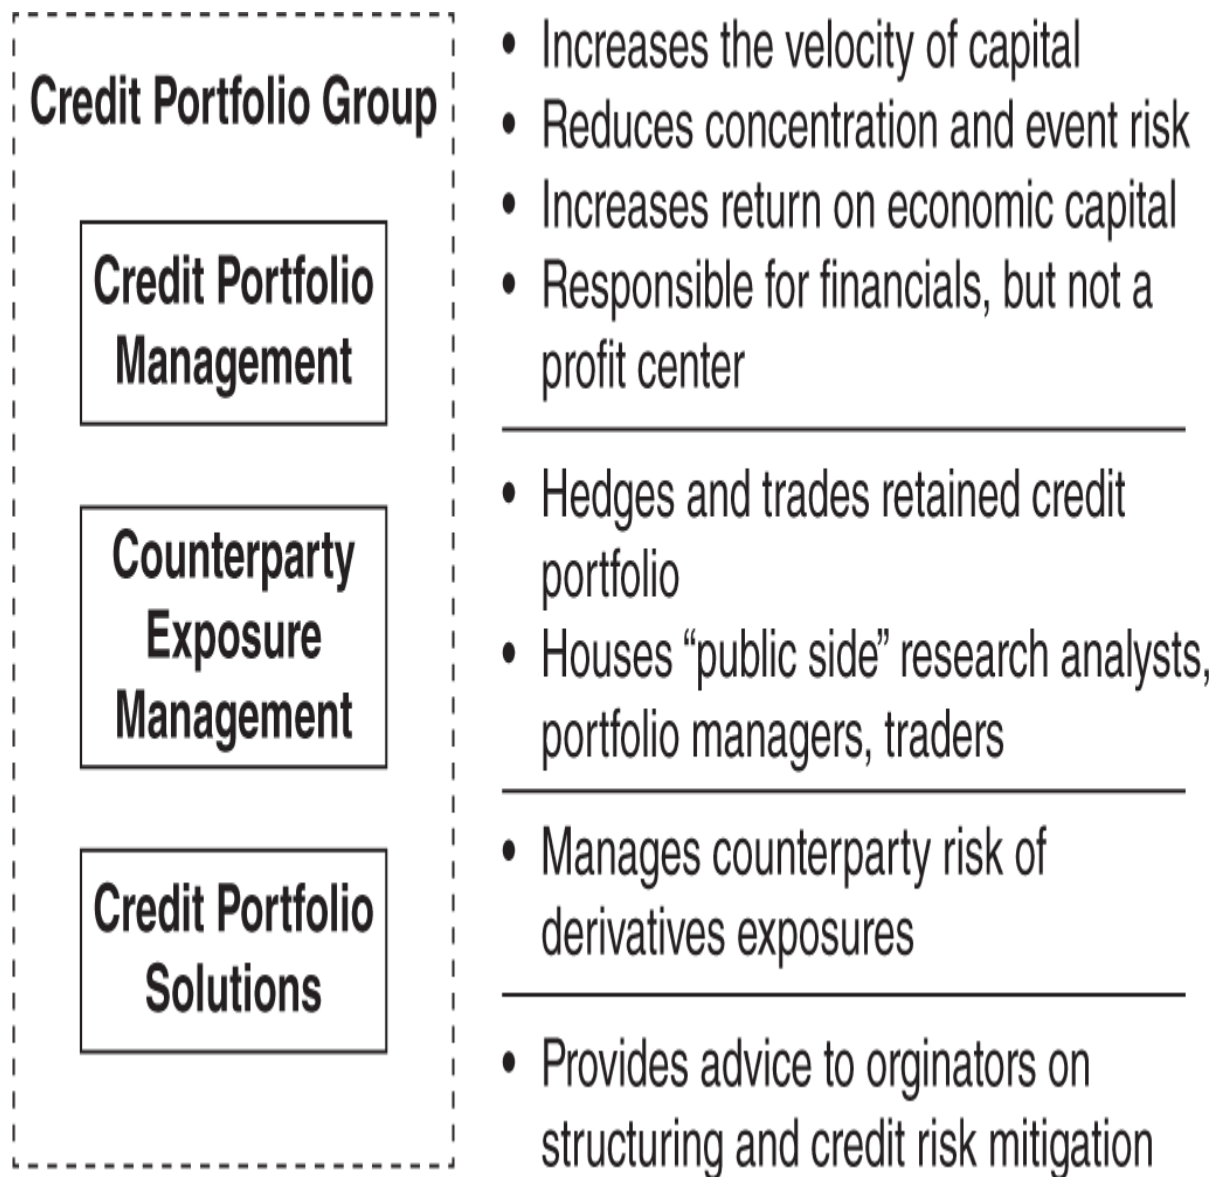 Credit Portfolio Group
Credit Portfolio
Management
Counterparty
Exposure
Management
Credit Portfolio
Solutions
• Increases the velocity of capital
• Reduces concentration and event risk
• Increases return on economic capital
• Responsible for financials, but not a
profit center
• Hedges and trades retained credit
portfolio
• Houses “public side” research analysts,
portfolio managers, traders
• Manages counterparty risk of
derivatives exposures
• Provides advice to orginators on
structuring and credit risk mitigation